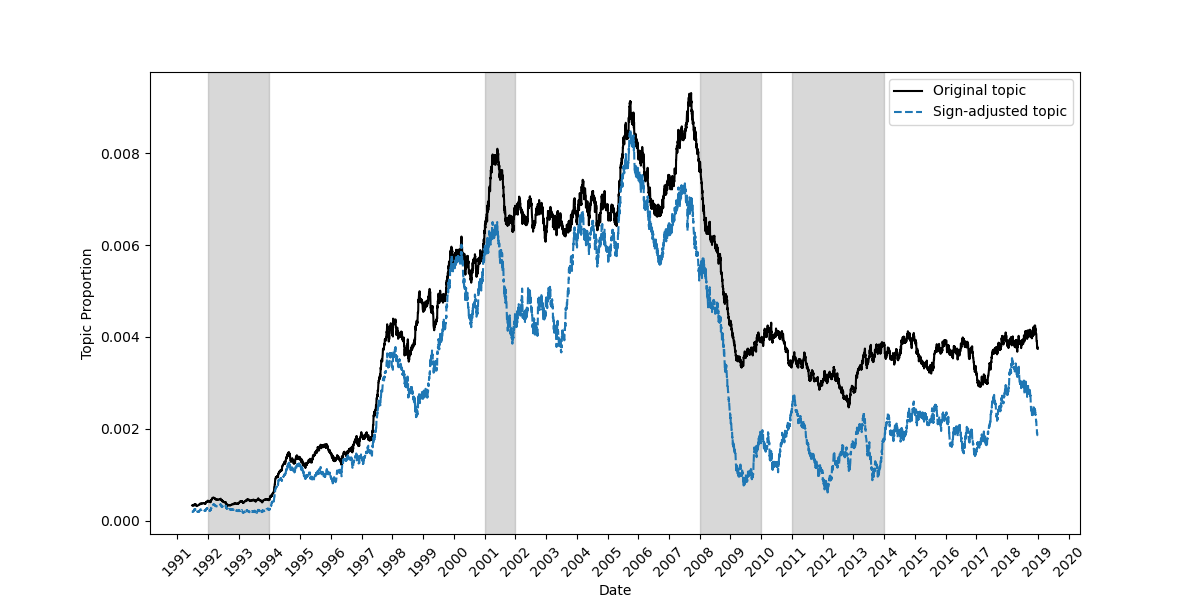 Original topic
Sign-adjusted topic
0.008
0.006
0.004
0.002
0.000
Topic Proportion
1991 1992 1993 1994 1995 1996 1997 1998 1999 2000 2001 2002 2003 2004 2005 2006 2007 2008 2009 2010 2011 2012 2013 2014 2015 2016 2017 2018 2019 2020
Date